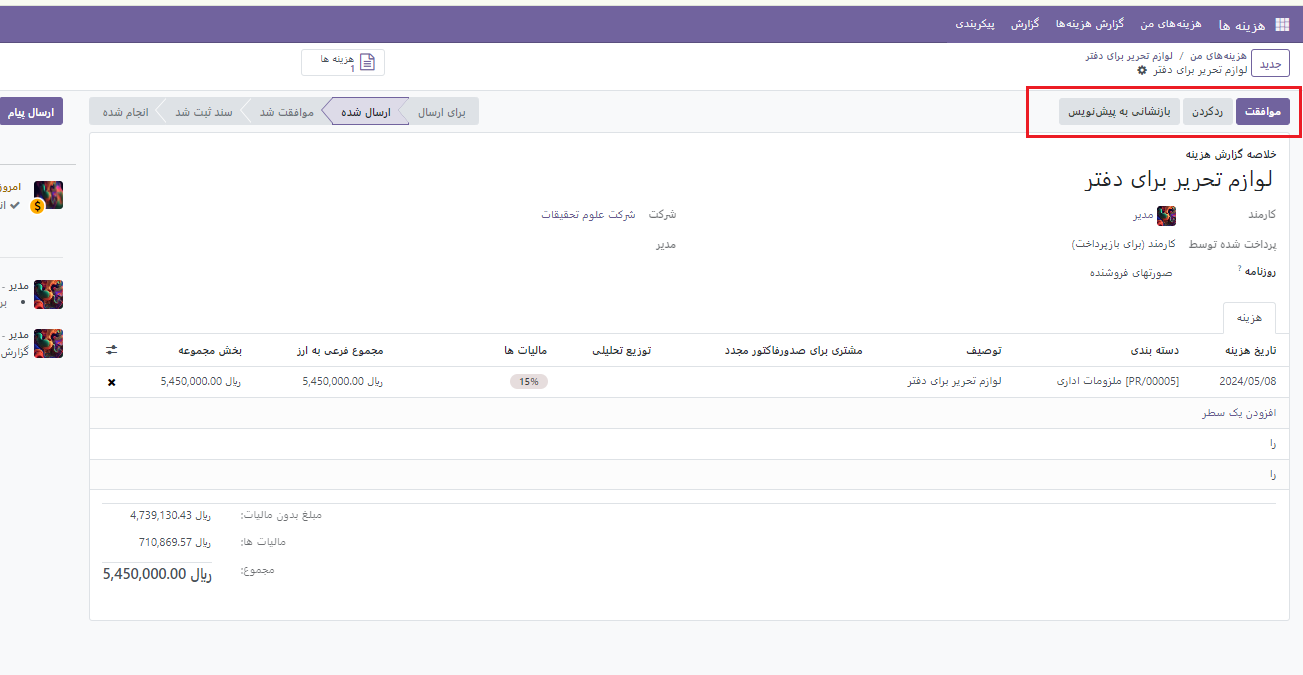 هزینه ها هزینه‌های من گزارش هزینه‌ها گزارش پیکربندی
جدید
هزینه‌های من / لوازم تحریر برای دفتر
لوازم تحریر برای دفتر
هزینه ها
1
موافقت ردکردن بازنشانی به پیش‌نویس
برای ارسال ارسال شده موافقت شد سند ثبت شد انجام شده
ارسال پیام
خلاصه گزارش هزینه
لوازم تحریر برای دفتر
کارمند مدیر
شرکت شرکت علوم تحقیقات
پرداخت شده توسط کارمند (برای بازپرداخت)
مدیر
روزنامه ? صورتهای فروشنده
هزینه
تاریخ هزینه دسته بندی توصیف مشتری برای صدورفاکتور مجدد توزیع تحلیلی مالیات ها مجموع فرعی به ارز بخش مجموعه
2024/05/08 [PR/00005] ملزومات اداری لوازم تحریر برای دفتر 15% 5,450,000.00 ریال 5,450,000.00 ریال
افزودن یک سطر
را
را
مبلغ بدون مالیات: 4,739,130.43 ریال
مالیات ها: 710,869.57 ریال
مجموع: 5,450,000.00 ریال
امروز
مدیر -
مدیر -
گزارش